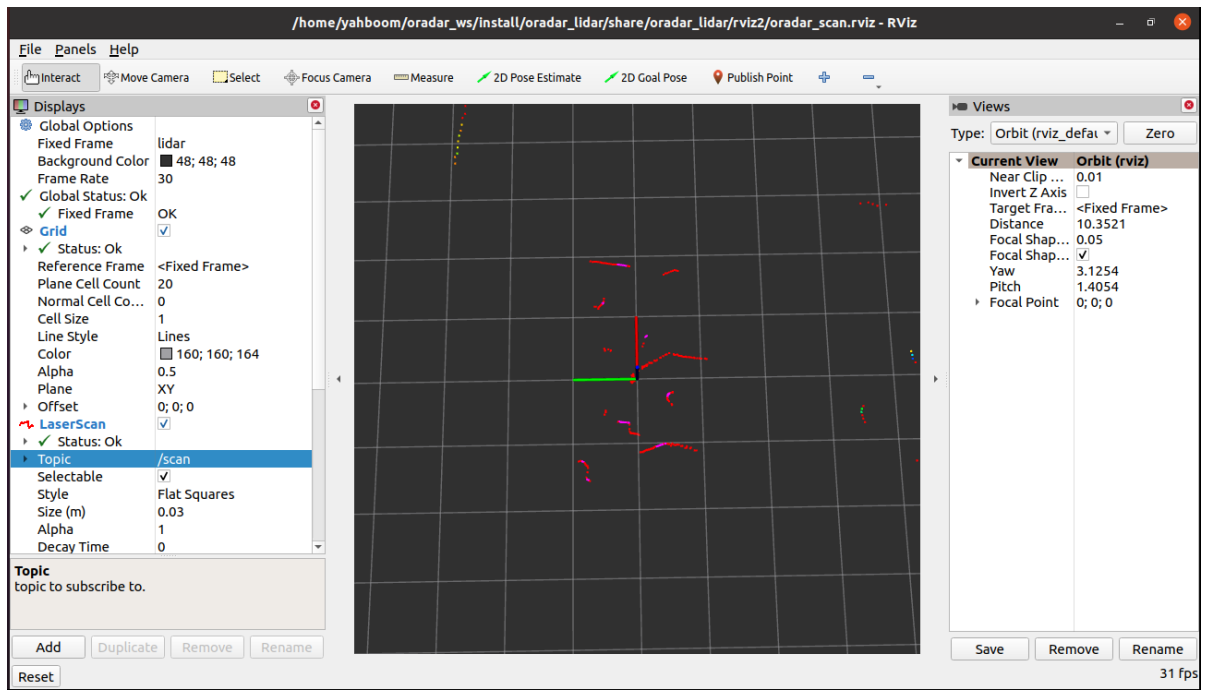 /home/yahboom/oradar_ws/install/oradar_lidar/share/oradar_lidar/rviz2/oradar_scan.rviz - RViz
File Panels Help
Interact Move Camera Select Focus Camera Measure 2D Pose Estimate 2D Goal Pose Publish Point
Displays
Global Options
Fixed Frame lidar
Background Color 48; 48; 48
Frame Rate 30
Global Status: Ok
Fixed Frame OK
Grid
Status: Ok
Reference Frame <Fixed Frame>
Plane Cell Count 20
Normal Cell Co... 0
Cell Size 1
Line Style Lines
Color 160; 160; 164
Alpha 0.5
Plane XY
Offset 0; 0; 0
LaserScan
Status: Ok
Topic /scan
Selectable
Style Flat Squares
Size (m) 0.03
Alpha 1
Decay Time 0
Topic
topic to subscribe to.
Add Duplicate Remove Rename
Reset
Views
Type: Orbit (rviz_defau Zero
Current View Orbit (rviz)
Near Clip ... 0.01
Invert Z Axis
Target Fra... <Fixed Frame>
Distance 10.3521
Focal Shap... 0.05
Focal Shap...
Yaw 3.1254
Pitch 1.4054
Focal Point 0; 0; 0
Save Remove Rename
31 fps